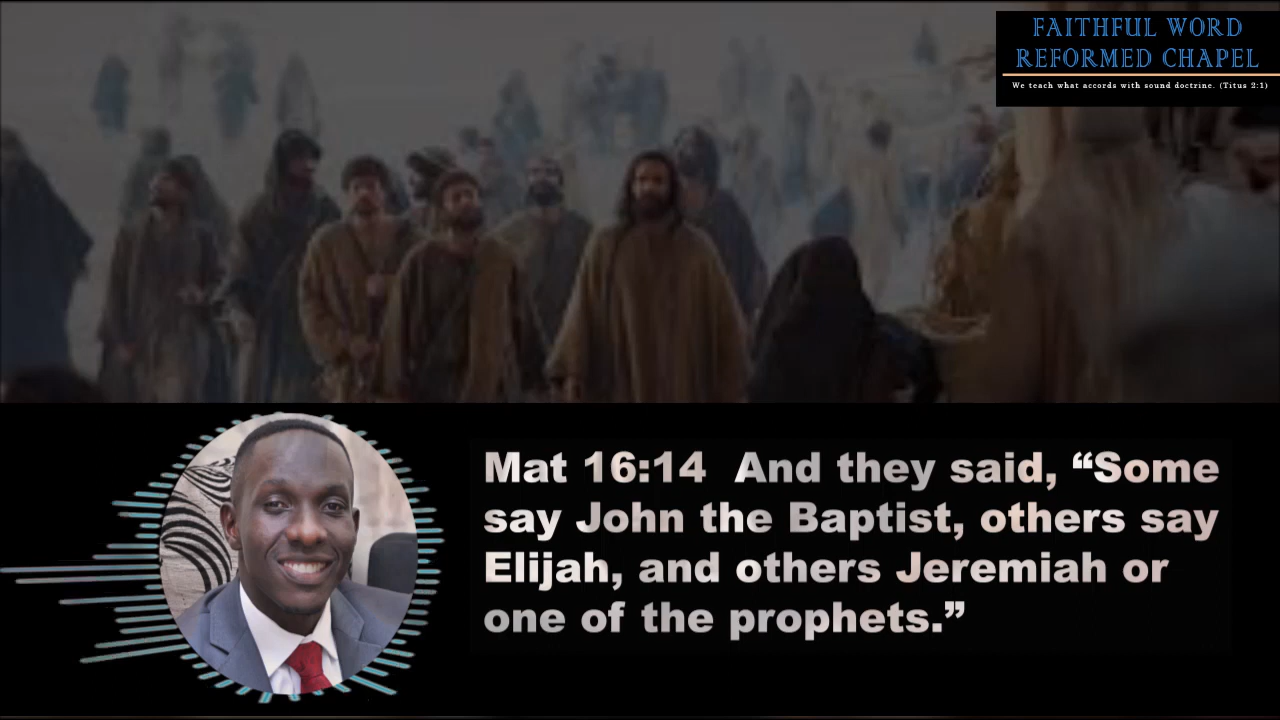 FAITHFUL WORD
REFORMED CHAPEL
We teach what accords with sound doctrine. (Titus 2:1)
Mat 16:14  And they said, “Some
say John the Baptist, others say
Elijah, and others Jeremiah or
one of the prophets.”